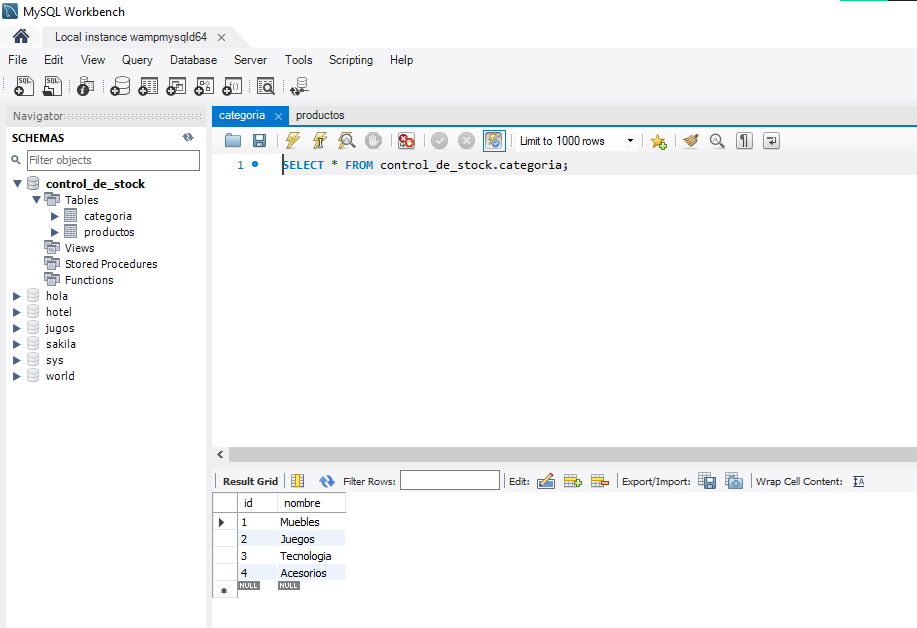 MySQL Workbench
Local instance wampmysqld64
File Edit View Query Database Server Tools Scripting Help
SQL SQL
Navigator
SCHEMAS
Filter objects
control_de_stock
Tables
categoria
productos
Views
Stored Procedures
Functions
hola
hotel
jugos
sakila
sys
world
categoria productos
Limit to 1000 rows
1 SELECT * FROM control_de_stock.categoria;
Result Grid Filter Rows: Edit: Export/Import: Wrap Cell Content: IA
id nombre
1 Muebles
2 Juegos
3 Tecnologia
4 Acesorios
NULL NULL